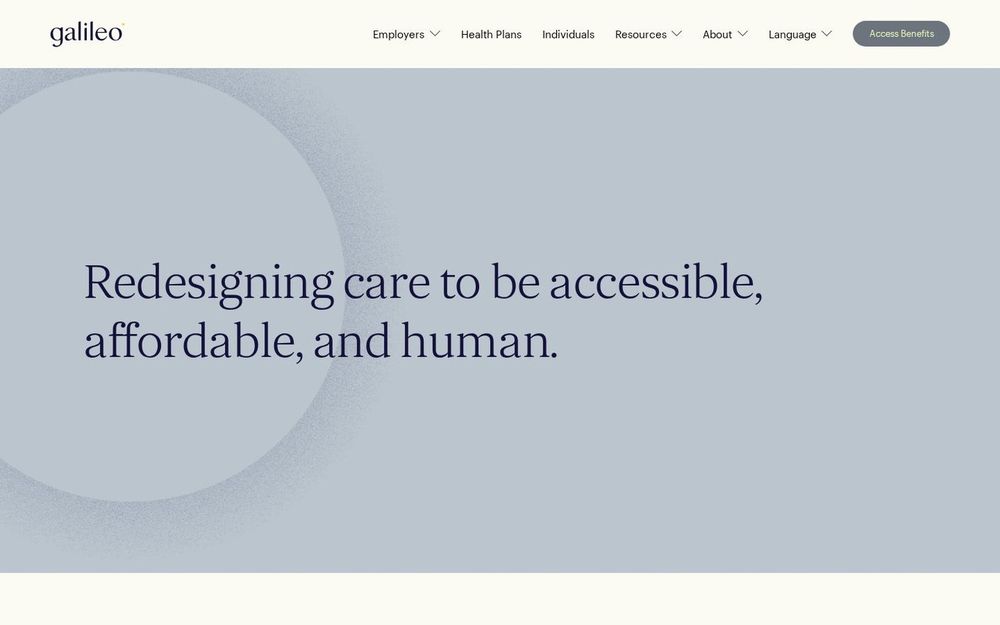 galileo
Employers
Health Plans
Individuals
Resources
About
Language
Access Benefits
Redesigning care to be accessible,
affordable, and human.